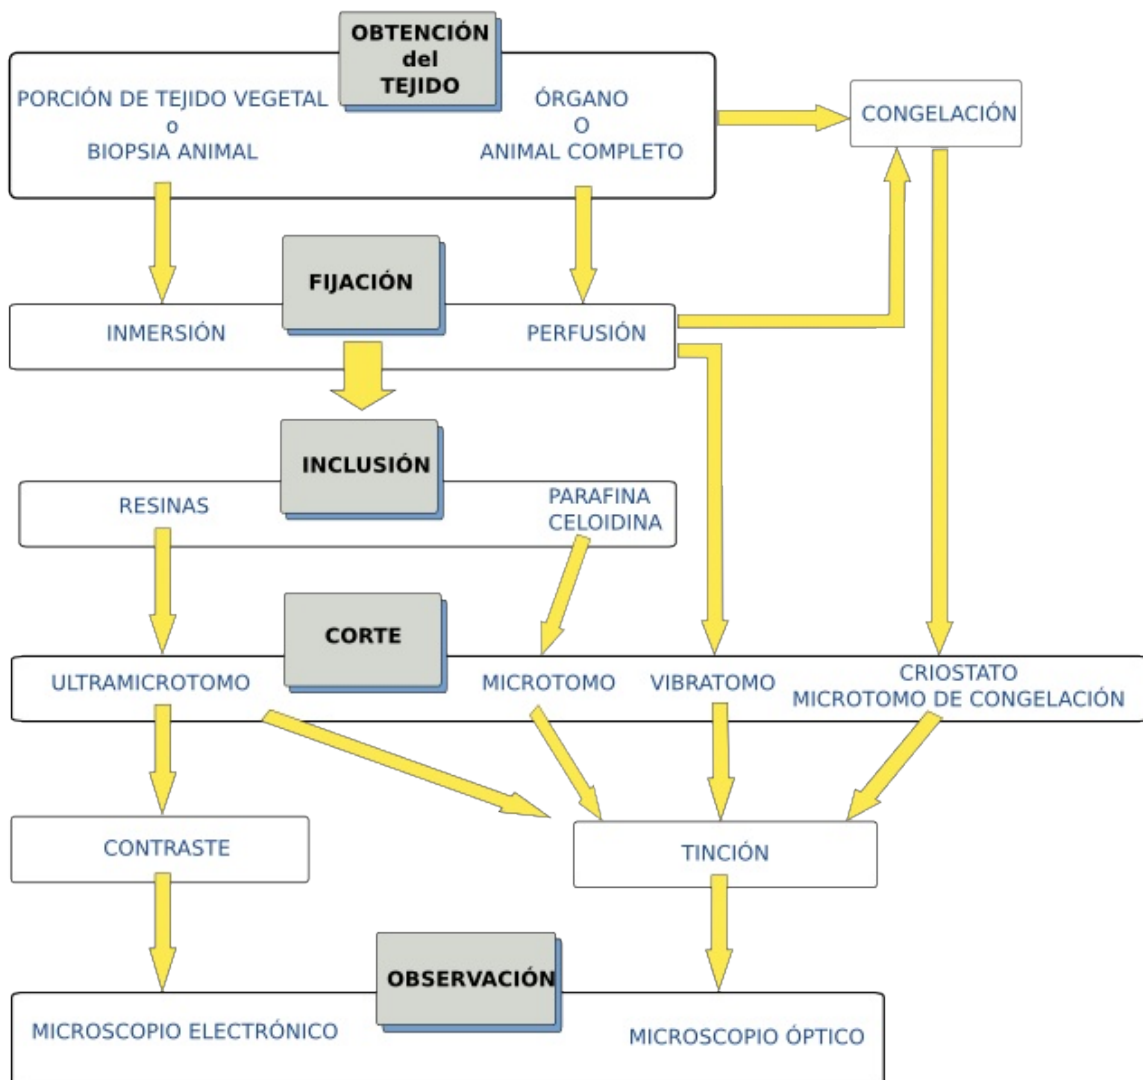 OBTENCIÓN
del
TEJIDO
PORCIÓN DE TEJIDO VEGETAL
o
BIOPSIA ANIMAL
ÓRGANO
O
ANIMAL COMPLETO
CONGELACIÓN
FIJACIÓN
INMERSIÓN
PERFUSIÓN
INCLUSIÓN
RESINAS
PARAFINA
CELOIDINA
CORTE
ULTRAMICROTOMO
MICROTOMO
VIBRATOMO
CRIOSTATO
MICROTOMO DE CONGELACIÓN
CONTRASTE
TINCIÓN
OBSERVACIÓN
MICROSCOPIO ELECTRÓNICO
MICROSCOPIO ÓPTICO